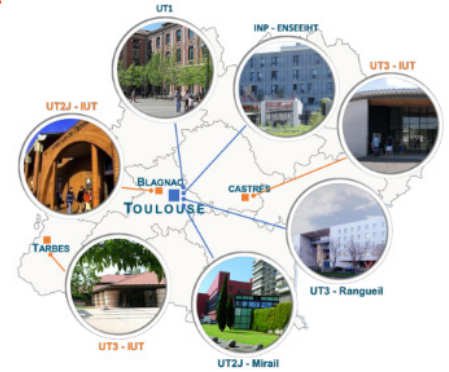 UT1
INP - ENSEEIHT
UT3 - IUT
UT2J - IUT
BLAGNAC
CASTRES
TOULOUSE
TARBES
UT3 - Rangueil
UT3 - IUT
UT2J - Mirail